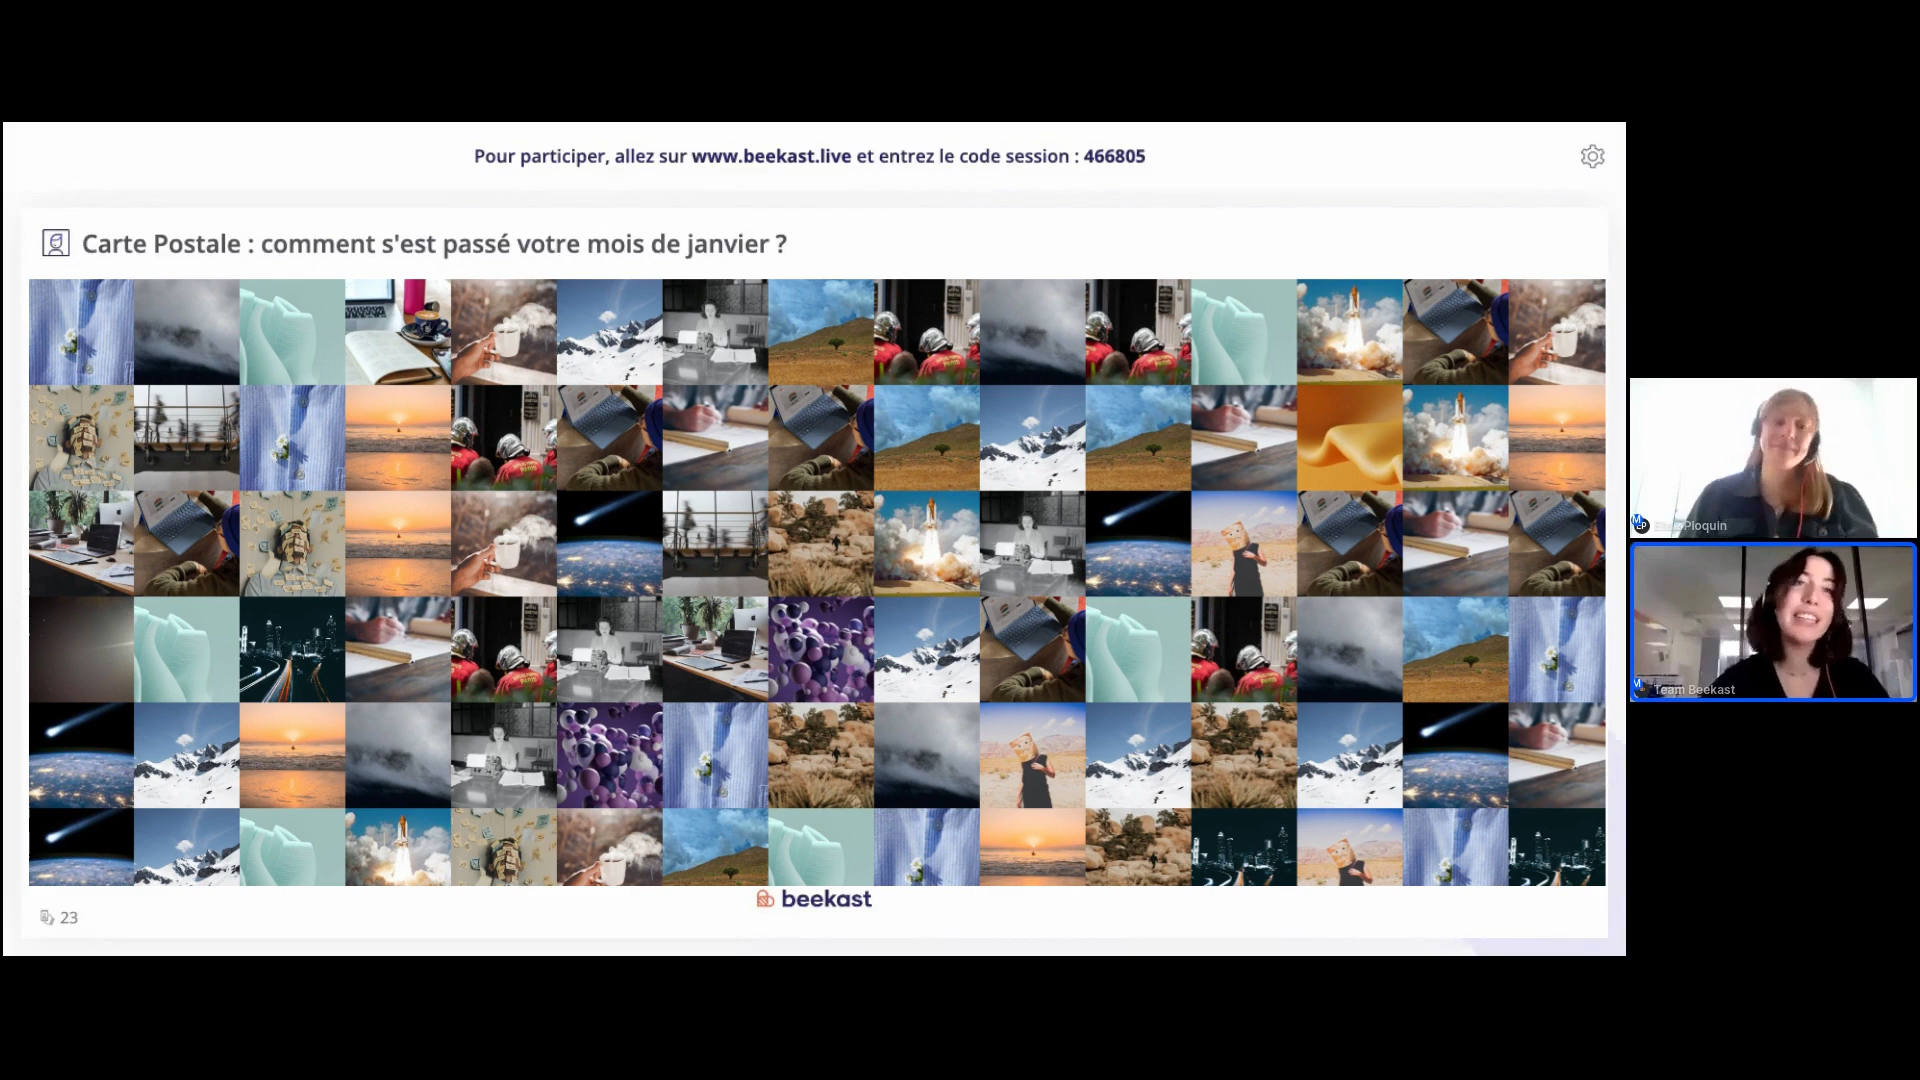 Pour participer, allez sur www.beekast.live et entrez le code session : 466805
Carte Postale : comment s'est passé votre mois de janvier ?
beekast
23
Ploquin
Team Beekast